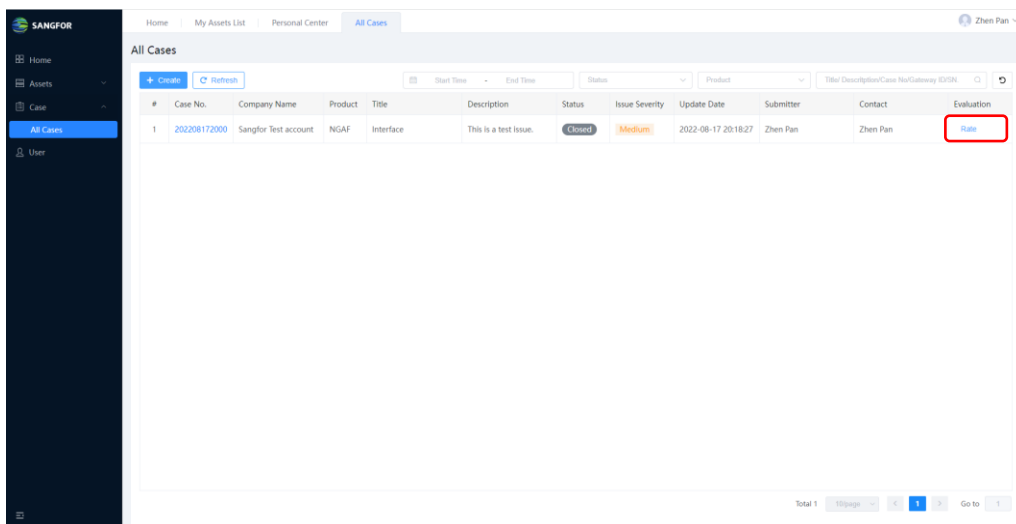 SANGFOR
Home
Assets
Case
All Cases
User
Home My Assets List Personal Center All Cases Zhen Pan
All Cases
+ Create Refresh Start Time - End Time Status Product Title/ Description/Case No/Gateway ID/SN
# Case No. Company Name Product Title Description Status Issue Severity Update Date Submitter Contact Evaluation
1 202208172000 Sangfor Test account NGAF Interface This is a test issue. Closed Medium 2022-08-17 20:18:27 Zhen Pan Zhen Pan Rate
Total 1 10/page < 1 > Go to 1